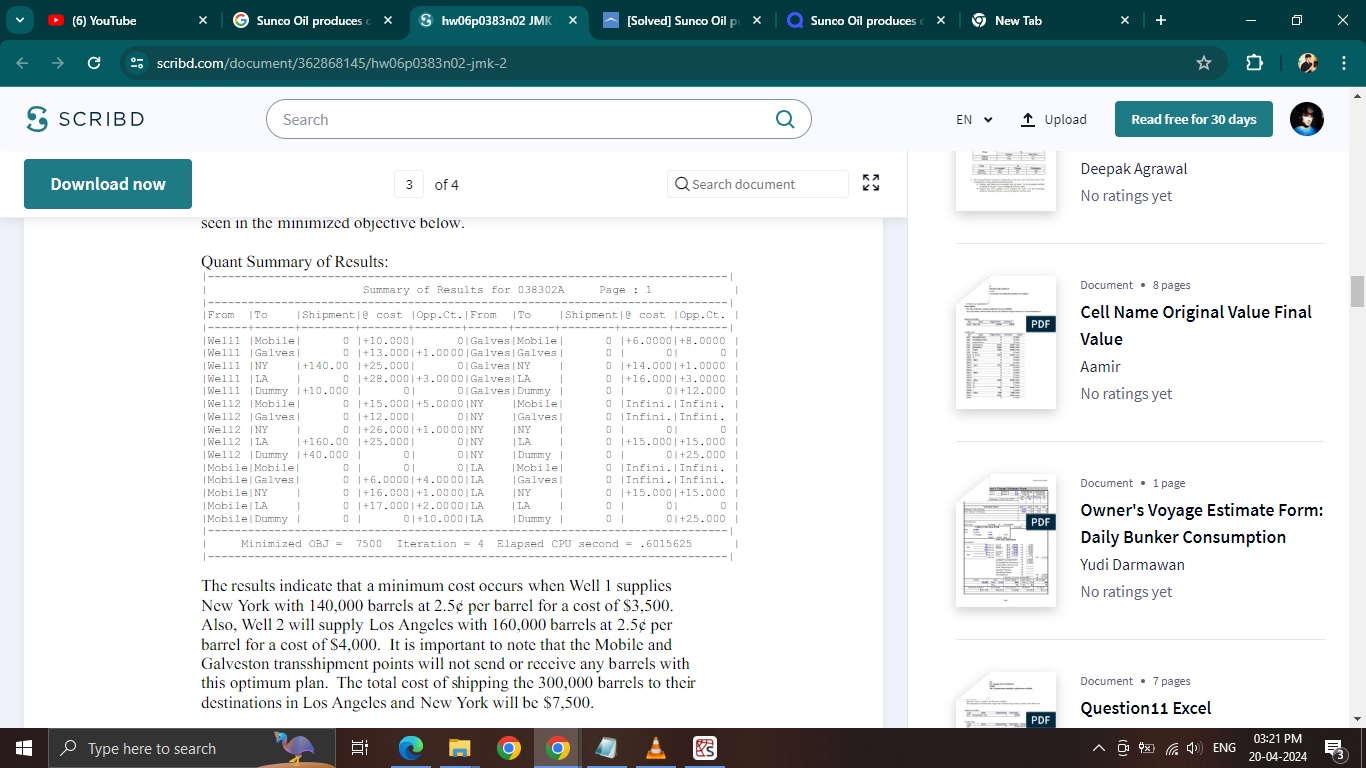 (6) YouTube
Sunco Oil produces c
hw06p0383n02 JMK
[Solved] Sunco Oil p
Sunco Oil produces c
New Tab
scribd.com/document/362868145/hw06p0383n02-jmk-2
SCRIBD
Search
EN
Upload
Read free for 30 days
Download now
3 of 4
Search document
seen in the minimized objective below.
Quant Summary of Results:
Summary of Results for 038302A Page : 1
|From |To |Shipment|@ cost |Opp.Ct.|From |To |Shipment|@ cost |Opp.Ct.
|Well1 |Mobile| 0 |+10.000| 0|Galves|Mobile| 0 |+6.0000|+8.0000
|Well1 |Galves| 0 |+13.000|+1.0000|Galves|Galves| 0 | 0| 0
|Well1 |NY |+140.00 |+25.000| 0|Galves|NY | 0 |+14.000|+1.0000
|Well1 |LA | 0 |+28.000|+3.0000|Galves|LA | 0 |+16.000|+3.0000
|Well1 |Dummy |+10.000 | 0| 0|Galves|Dummy | 0 | 0|+12.000
|Well2 |Mobile| 0 |+15.000|+5.0000|NY |Mobile| 0 |Infini.|Infini.
|Well2 |Galves| 0 |+12.000| 0|NY |Galves| 0 |Infini.|Infini.
|Well2 |NY | 0 |+26.000|+1.0000|NY |NY | 0 | 0| 0
|Well2 |LA |+160.00 |+25.000| 0|NY |LA | 0 |+15.000|+15.000
|Well2 |Dummy |+40.000 | 0| 0|NY |Dummy | 0 | 0|+25.000
|Mobile|Mobile| 0 | 0| 0|LA |Mobile| 0 |Infini.|Infini.
|Mobile|Galves| 0 |+6.0000|+4.0000|LA |Galves| 0 |Infini.|Infini.
|Mobile|NY | 0 |+16.000|+1.0000|LA |NY | 0 |+15.000|+15.000
|Mobile|LA | 0 |+17.000|+2.0000|LA |LA | 0 | 0| 0
|Mobile|Dummy | 0 | 0|+10.000|LA |Dummy | 0 | 0|+25.000
Minimized OBJ = 7500 Iteration = 4 Elapsed CPU second = .6015625
The results indicate that a minimum cost occurs when Well 1 supplies
New York with 140,000 barrels at 2.5¢ per barrel for a cost of $3,500.
Also, Well 2 will supply Los Angeles with 160,000 barrels at 2.5¢ per
barrel for a cost of $4,000. It is important to note that the Mobile and
Galveston transshipment points will not send or receive any barrels with
this optimum plan. The total cost of shipping the 300,000 barrels to their
destinations in Los Angeles and New York will be $7,500.
Deepak Agrawal
No ratings yet
PDF
Document • 8 pages
Cell Name Original Value Final
Value
Aamir
No ratings yet
PDF
Document • 1 page
Owner's Voyage Estimate Form:
Daily Bunker Consumption
Yudi Darmawan
No ratings yet
PDF
Document • 7 pages
Question11 Excel
Type here to search
ENG
03:21 PM
20-04-2024
3